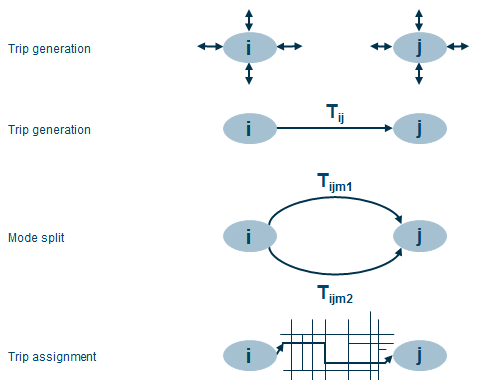 Trip generation i j
Trip generation i Tij j
Tijm1
Mode split i j
Tijm2
Trip assignment i j